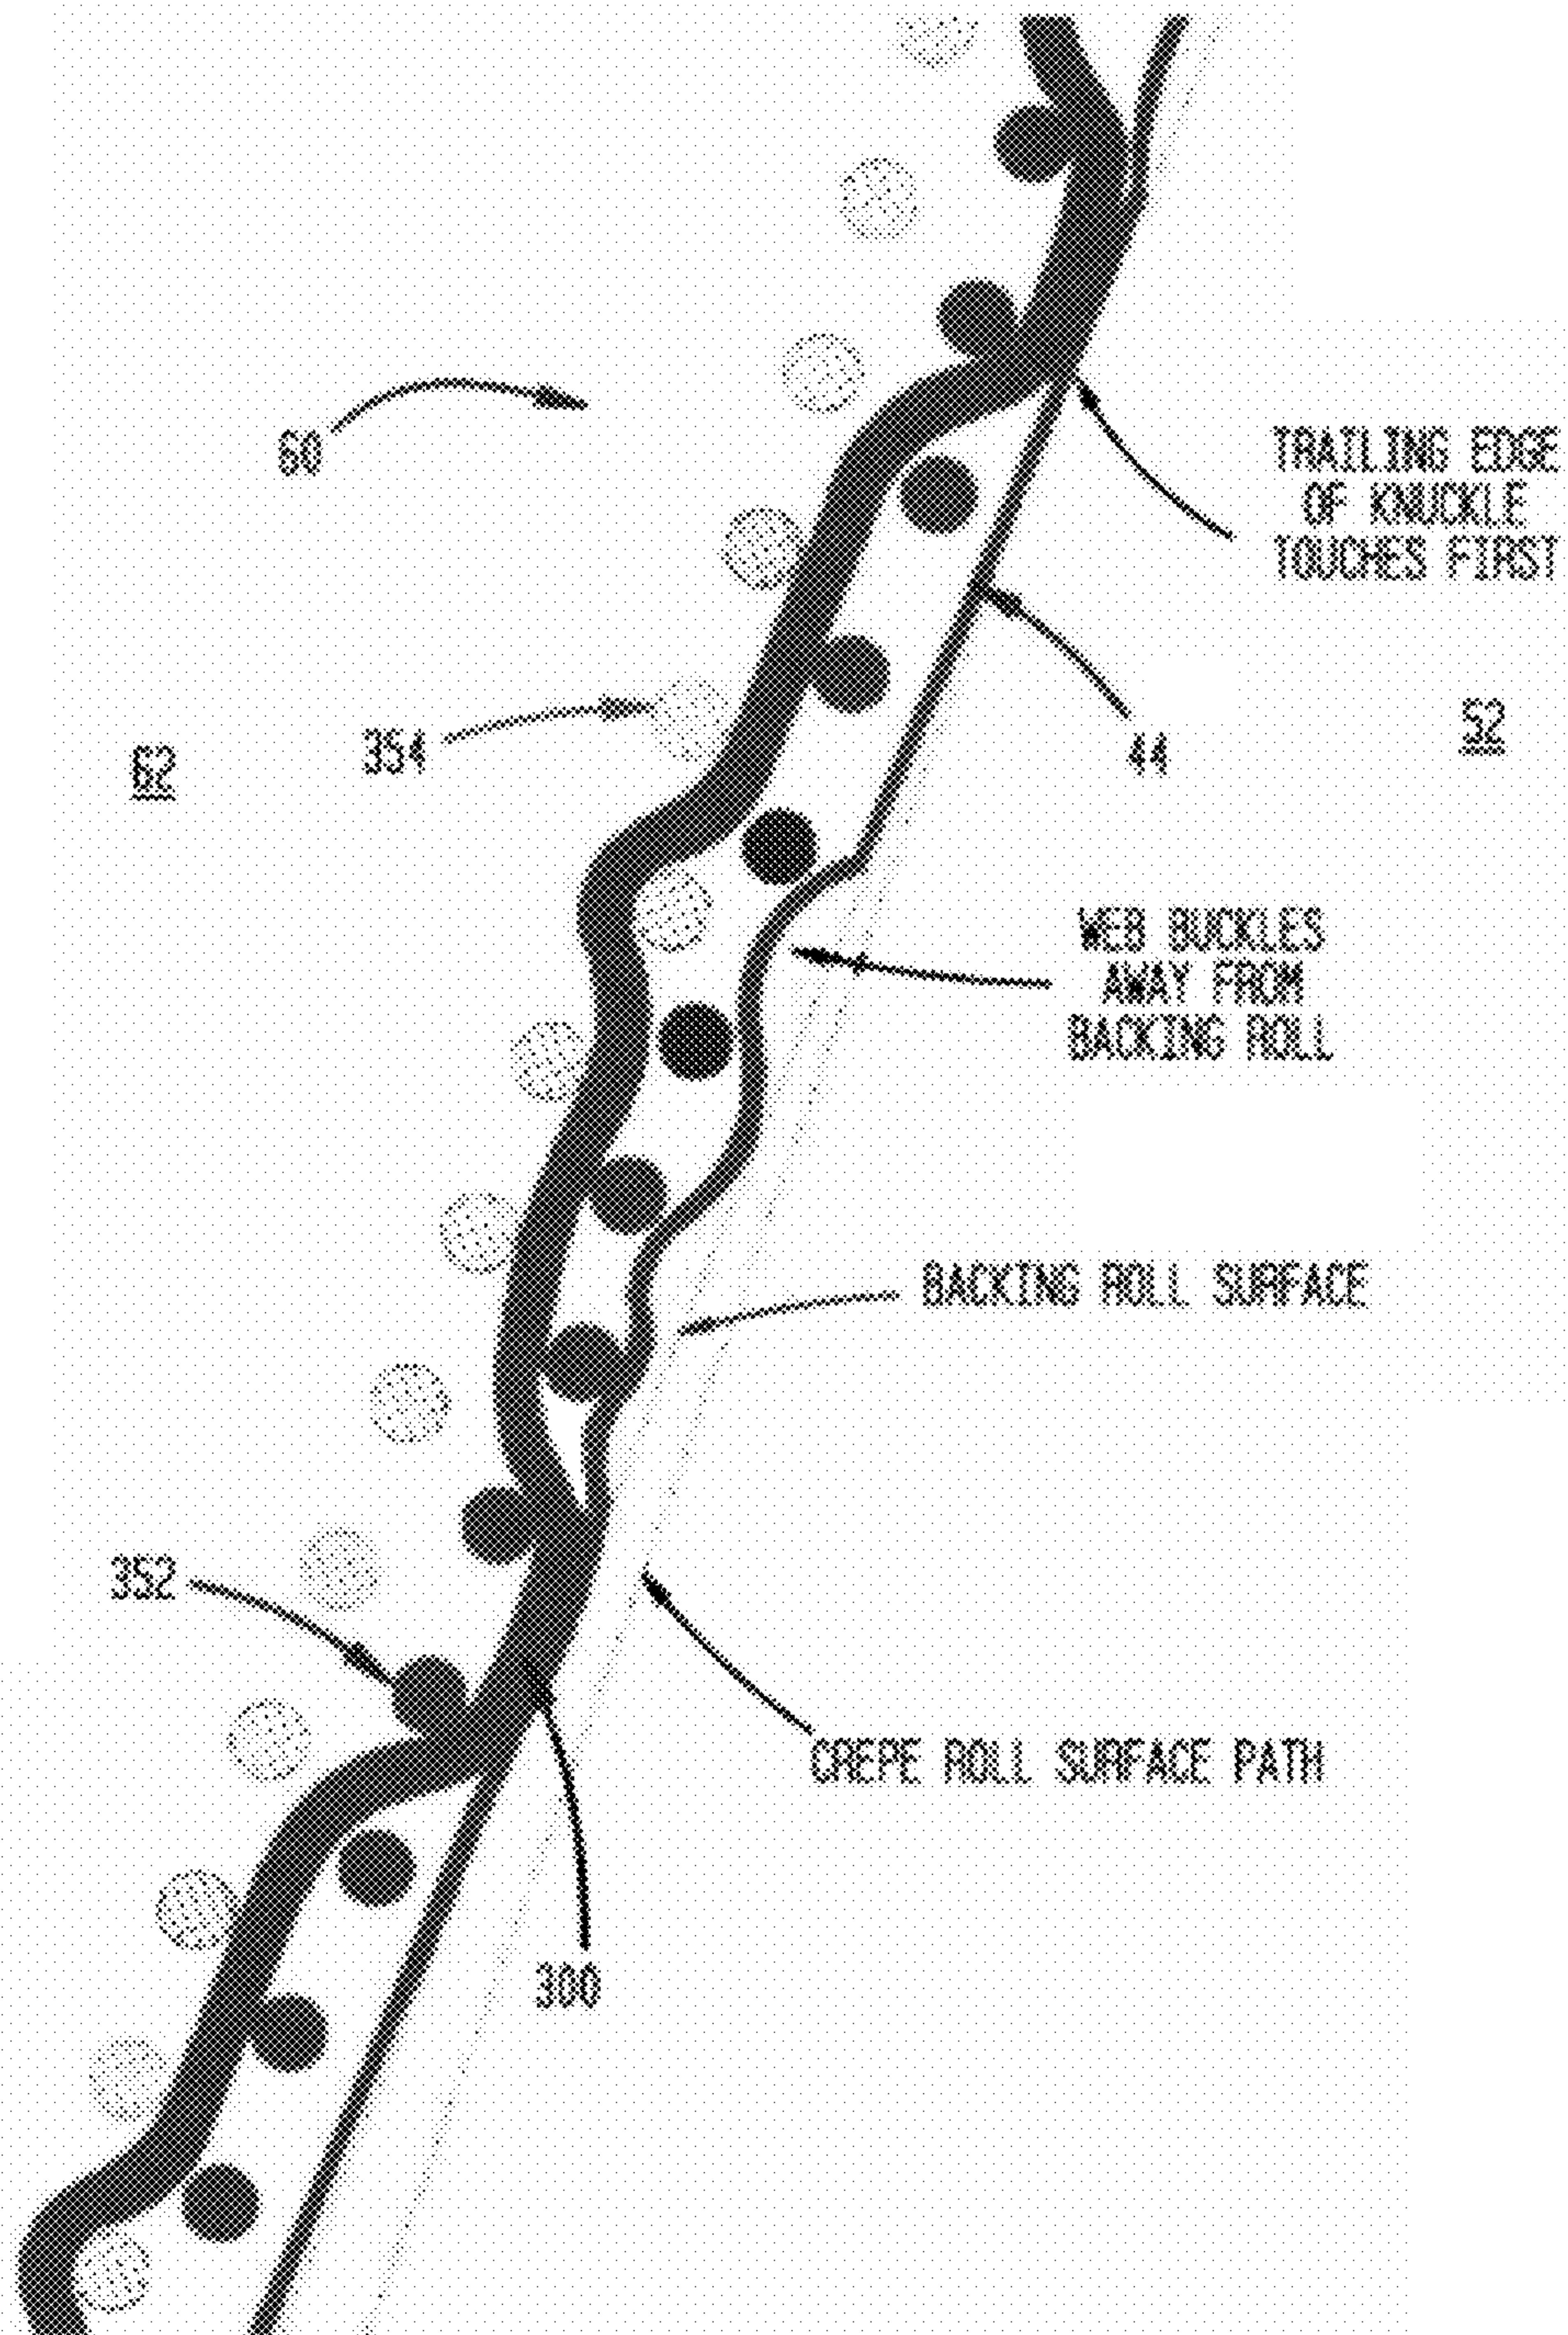 60
TRAILING EDGE
OF KNUCKLE
TOUCHES FIRST
62
354
44
52
WEB BUCKLES
AWAY FROM
BACKING ROLL
BACKING ROLL SURFACE
352
CREPE ROLL SURFACE PATH
300